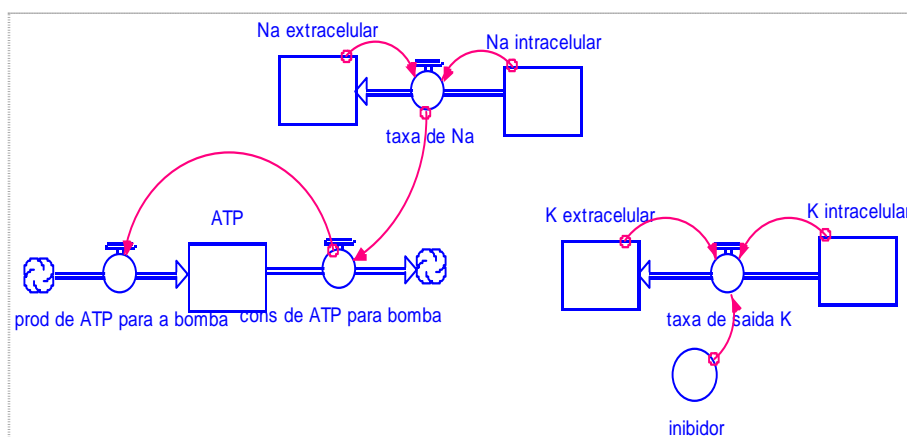 Na extracelular
Na intracelular
taxa de Na
ATP
K extracelular
K intracelular
prod de ATP para a bomba
cons de ATP para bomba
taxa de saida K
inibidor